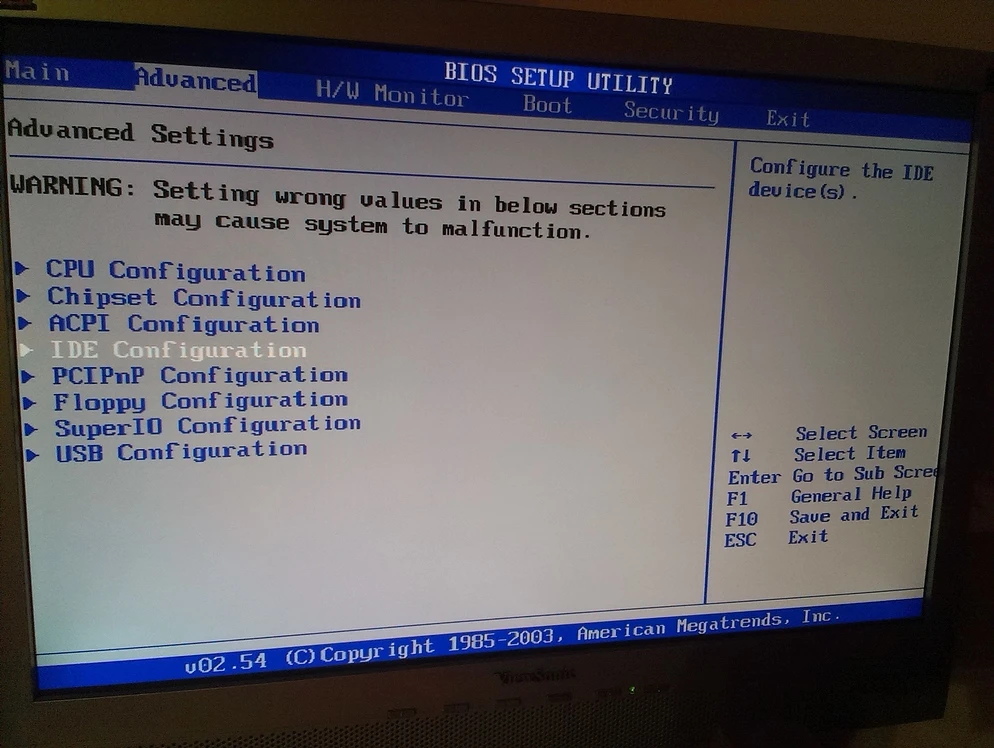 BIOS SETUP UTILITY
Main Advanced H/W Monitor Boot Security Exit
Advanced Settings
WARNING: Setting wrong values in below sections
may cause system to malfunction.
CPU Configuration
Chipset Configuration
ACPI Configuration
IDE Configuration
PCIPnP Configuration
Floppy Configuration
SuperIO Configuration
USB Configuration
Configure the IDE
device(s).
↔ Select Screen
↑↓ Select Item
Enter Go to Sub Scree
F1 General Help
F10 Save and Exit
ESC Exit
v02.54 (C)Copyright 1985-2003, American Megatrends, Inc.
ViewSonic